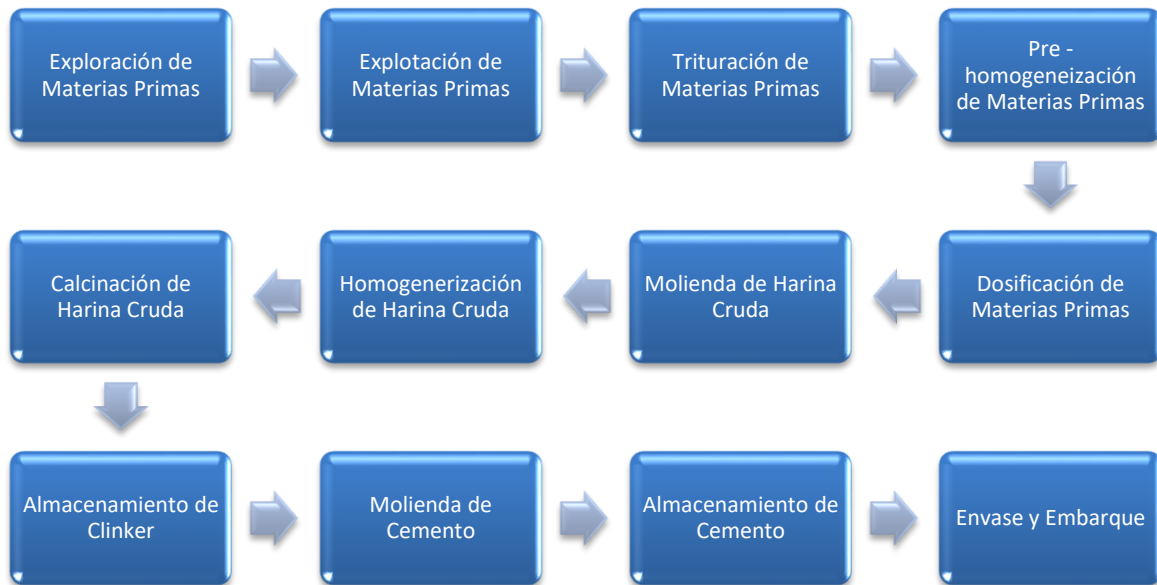 Exploración de
Materias Primas
Explotación de
Materias Primas
Trituración de
Materias Primas
Pre -
homogeneización
de Materias Primas
Dosificación de
Materias Primas
Molienda de Harina
Cruda
Homogenerización
de Harina Cruda
Calcinación de
Harina Cruda
Almacenamiento de
Clinker
Molienda de
Cemento
Almacenamiento de
Cemento
Envase y Embarque